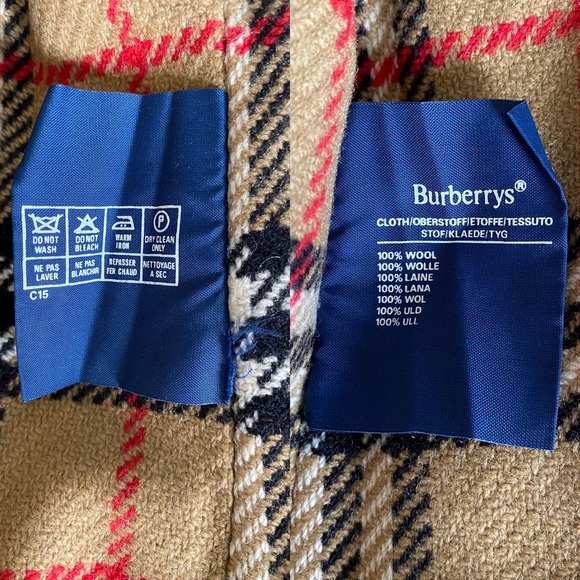 P
DO NOT WASH
DO NOT BLEACH
WARM IRON
DRY CLEAN ONLY
NE PAS LAVER
NE PAS BLANCHIR
REPASSER FER CHAUD
NETTOYAGE A SEC
C15
Burberrys®
CLOTH/OBERSTOFF/ETOFFE/TESSUTO
STOF/KLAEDE/TYG
100% WOOL
100% WOLLE
100% LAINE
100% LANA
100% WOL
100% ULD
100% ULL